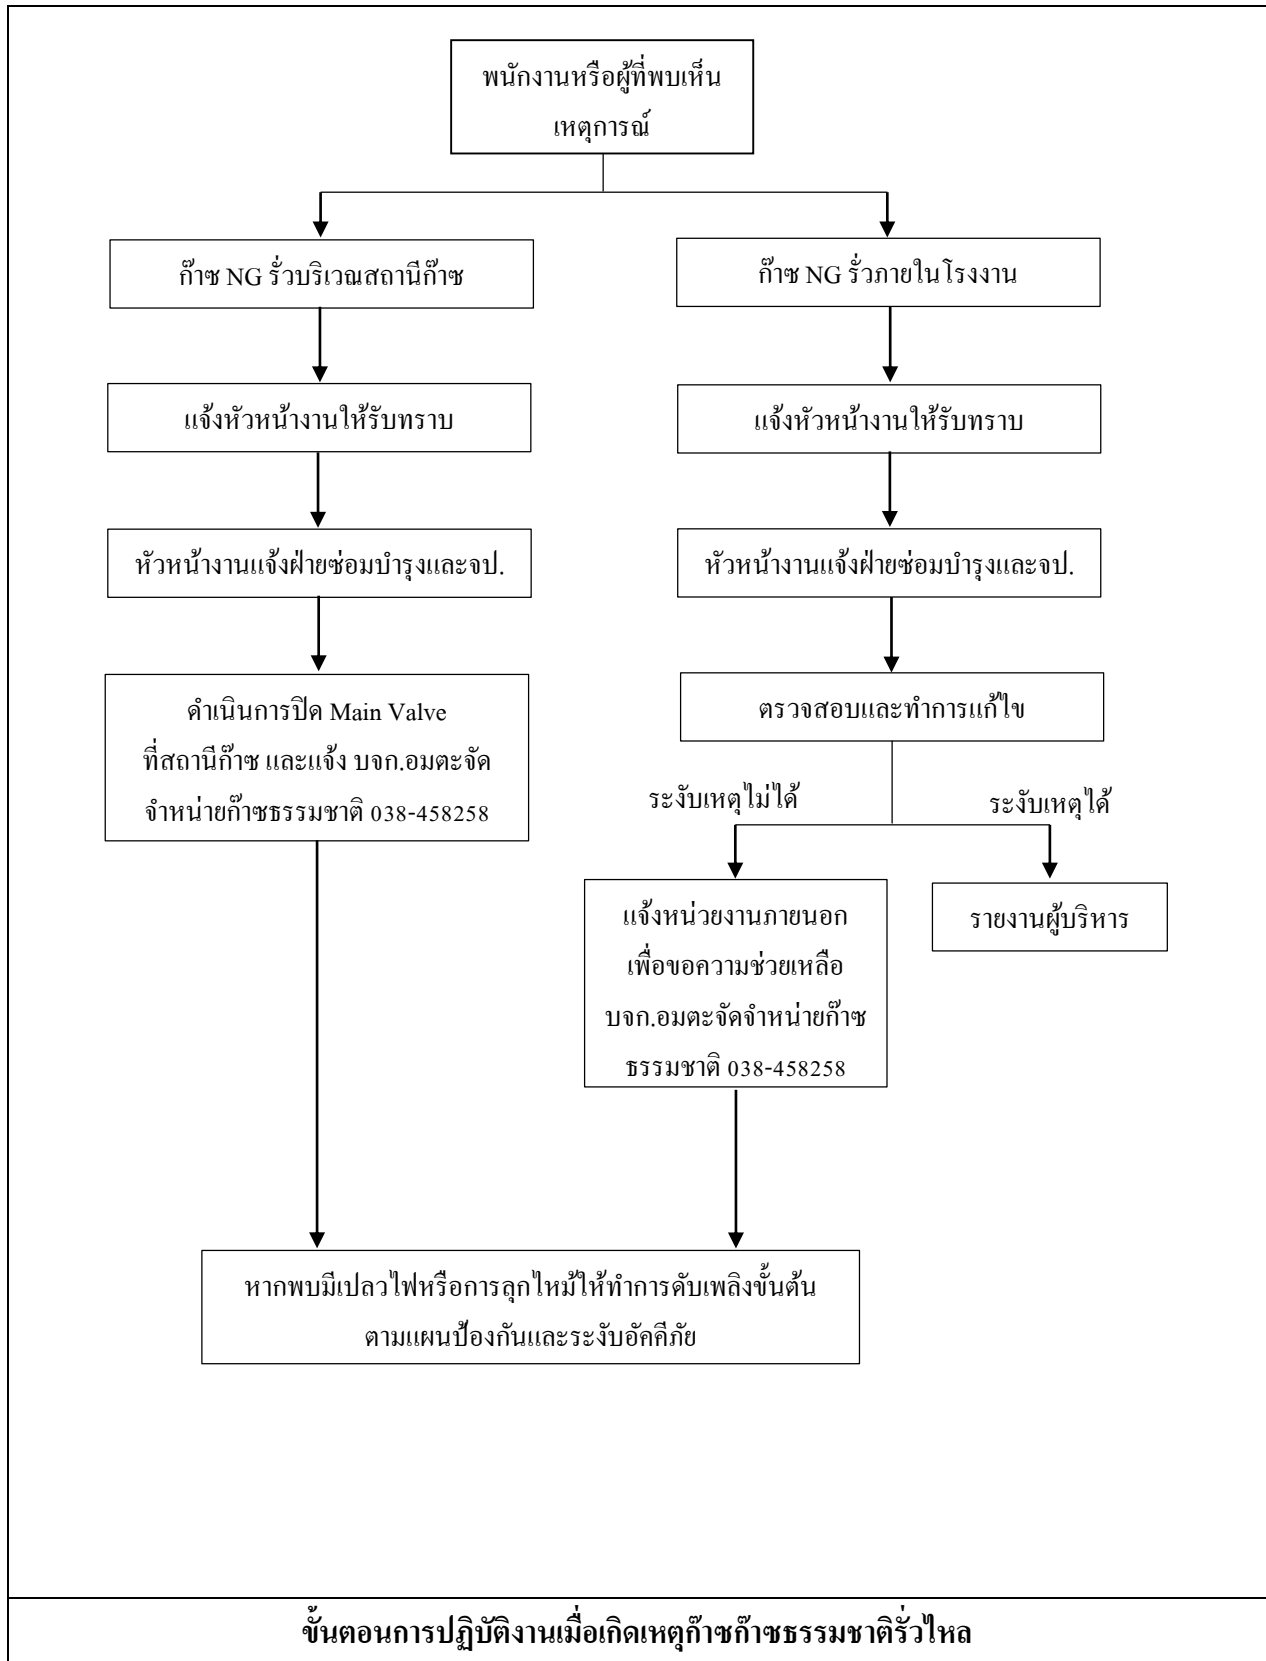 พนักงานหรือผู้ที่พบเห็น
เหตุการณ์
ก๊าซ NG รั่วบริเวณสถานีก๊าซ
ก๊าซ NG รั่วภายในโรงงาน
แจ้งหัวหน้างานให้รับทราบ
แจ้งหัวหน้างานให้รับทราบ
หัวหน้างานแจ้งฝ่ายซ่อมบำรุงและจป.
หัวหน้างานแจ้งฝ่ายซ่อมบำรุงและจป.
ดำเนินการปิด Main Valve
ที่สถานีก๊าซ และแจ้ง บจก.อมตะจัด
จำหน่ายก๊าซธรรมชาติ 038-458258
ตรวจสอบและทำการแก้ไข
ระงับเหตุไม่ได้
ระงับเหตุได้
แจ้งหน่วยงานภายนอก
เพื่อขอความช่วยเหลือ
บจก.อมตะจัดจำหน่ายก๊าซ
ธรรมชาติ 038-458258
รายงานผู้บริหาร
หากพบมีเปลวไฟหรือการลุกไหม้ให้ทำการดับเพลิงขั้นต้น
ตามแผนป้องกันและระงับอัคคีภัย
ขั้นตอนการปฏิบัติงานเมื่อเกิดเหตุก๊าซก๊าซธรรมชาติรั่วไหล